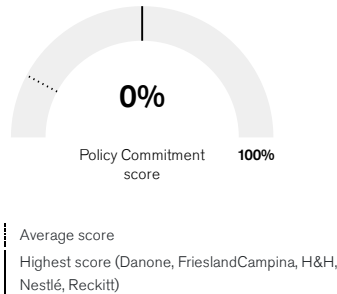 0%
Policy Commitment
score
100%
Average score
Highest score (Danone, FrieslandCampina, H&H,
Nestlé, Reckitt)